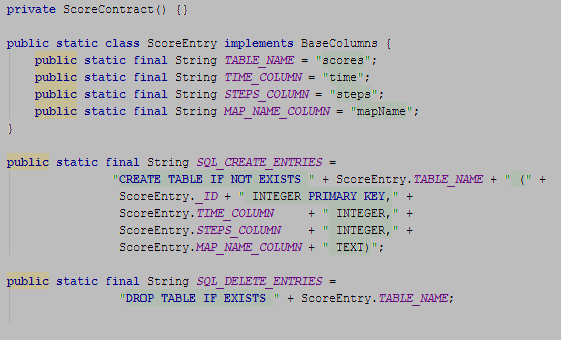 private ScoreContract() {}
public static class ScoreEntry implements BaseColumns {
public static final String TABLE_NAME = "scores";
public static final String TIME_COLUMN = "time";
public static final String STEPS_COLUMN = "steps";
public static final String MAP_NAME_COLUMN = "mapName";
}
public static final String SQL_CREATE_ENTRIES =
"CREATE TABLE IF NOT EXISTS " + ScoreEntry.TABLE_NAME + " (" +
ScoreEntry._ID + " INTEGER PRIMARY KEY," +
ScoreEntry.TIME_COLUMN + " INTEGER," +
ScoreEntry.STEPS_COLUMN + " INTEGER," +
ScoreEntry.MAP_NAME_COLUMN + " TEXT)";
public static final String SQL_DELETE_ENTRIES =
"DROP TABLE IF EXISTS " + ScoreEntry.TABLE_NAME;